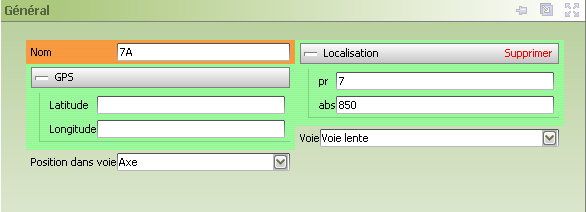 Général
Nom 7A
GPS
Latitude
Longitude
Position dans voie Axe
Localisation Supprimer
pr 7
abs 850
Voie Voie lente